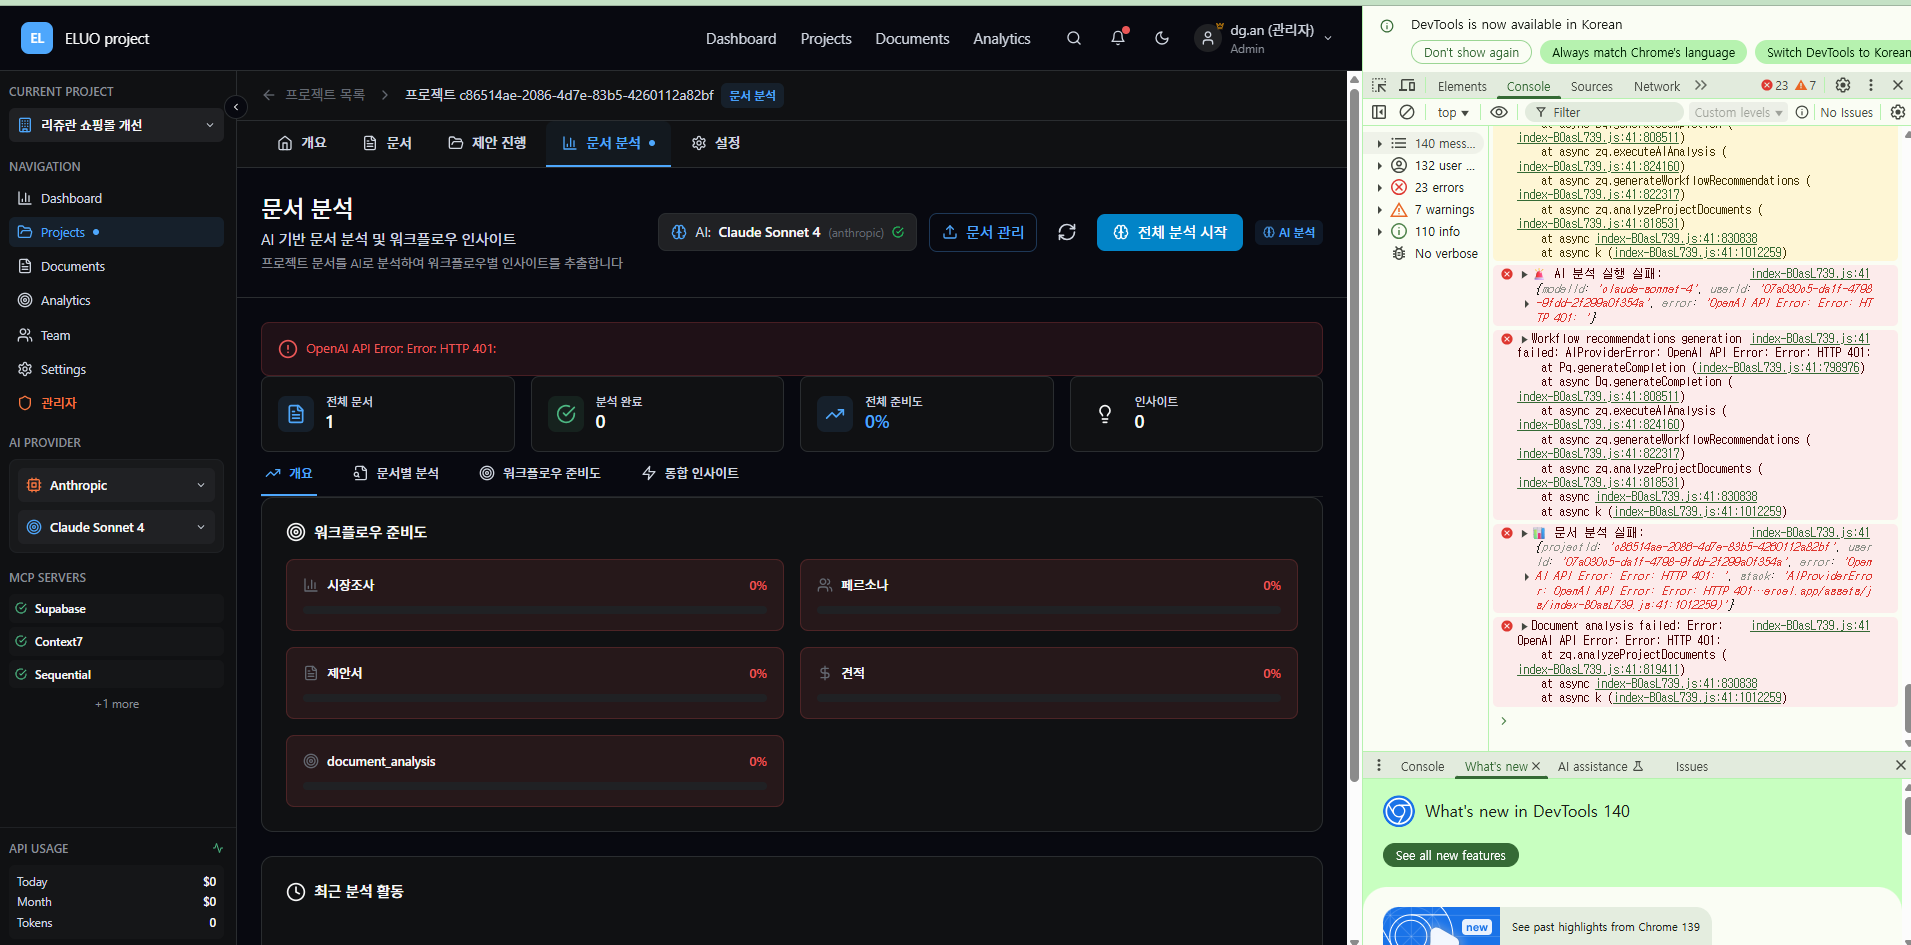 EL
ELUO project
Dashboard
Projects
Documents
Analytics
dg.an (관리자)
Admin
CURRENT PROJECT
리쥬란 쇼핑몰 개선
NAVIGATION
Dashboard
Projects
Documents
Analytics
Team
Settings
관리자
AI PROVIDER
Anthropic
Claude Sonnet 4
MCP SERVERS
Supabase
Context7
Sequential
+1 more
API USAGE
Today $0
Month $0
Tokens 0
프로젝트 목록
프로젝트 c86514ae-2086-4d7e-83b5-4260112a82bf
문서 분석
개요
문서
제안 진행
문서 분석
설정
문서 분석
AI 기반 문서 분석 및 워크플로우 인사이트
프로젝트 문서를 AI로 분석하여 워크플로우별 인사이트를 추출합니다
AI: Claude Sonnet 4 (anthropic)
문서 관리
전체 분석 시작
AI 분석
OpenAI API Error: Error: HTTP 401:
전체 문서
1
분석 완료
0
전체 준비도
0%
인사이트
0
개요
문서별 분석
워크플로우 준비도
통합 인사이트
워크플로우 준비도
시장조사 0%
페르소나 0%
제안서 0%
견적 0%
document_analysis 0%
최근 분석 활동
DevTools is now available in Korean
Don't show again
Always match Chrome's language
Switch DevTools to Korean
Elements
Console
Sources
Network
23
7
top
Filter
Custom levels
No Issues
140 mess...
132 user ...
23 errors
7 warnings
110 info
No verbose
index-B0asL739.js:41:808511)
at async zq.executeAIAnalysis (
index-B0asL739.js:41:824160)
at async zq.generateWorkflowRecommendations (
index-B0asL739.js:41:822317)
at async zq.analyzeProjectDocuments (
index-B0asL739.js:41:818531)
at async index-B0asL739.js:41:830838
at async k (index-B0asL739.js:41:1012259)
AI 분석 실행 실패: index-B0asL739.js:41
{modelId: 'claude-sonnet-4', userId: '07a030c5-da1f-4798
-9fdd-2f299a0f354a', error: 'OpenAI API Error: Error: HT
TP 401: '}
Workflow recommendations generation index-B0asL739.js:41
failed: AIProviderError: OpenAI API Error: Error: HTTP 401:
at Pq.generateCompletion (index-B0asL739.js:41:798976)
at async Dq.generateCompletion (
index-B0asL739.js:41:808511)
at async zq.executeAIAnalysis (
index-B0asL739.js:41:824160)
at async zq.generateWorkflowRecommendations (
index-B0asL739.js:41:822317)
at async zq.analyzeProjectDocuments (
index-B0asL739.js:41:818531)
at async index-B0asL739.js:41:830838
at async k (index-B0asL739.js:41:1012259)
문서 분석 실패: index-B0asL739.js:41
{projectId: 'c86514ae-2086-4d7e-83b5-4260112a82bf', user
Id: '07a030c5-da1f-4798-9fdd-2f299a0f354a', error: 'Open
AI API Error: Error: HTTP 401: ', stack: 'AIProviderErro
r: OpenAI API Error: Error: HTTP 401…ercel.app/assets/j
s/index-B0asL739.js:41:1012259)'}
Document analysis failed: Error: index-B0asL739.js:41
OpenAI API Error: Error: HTTP 401:
at zq.analyzeProjectDocuments (
index-B0asL739.js:41:819411)
at async index-B0asL739.js:41:830838
at async k (index-B0asL739.js:41:1012259)
Console
What's new
AI assistance
Issues
What's new in DevTools 140
See all new features
new
See past highlights from Chrome 139